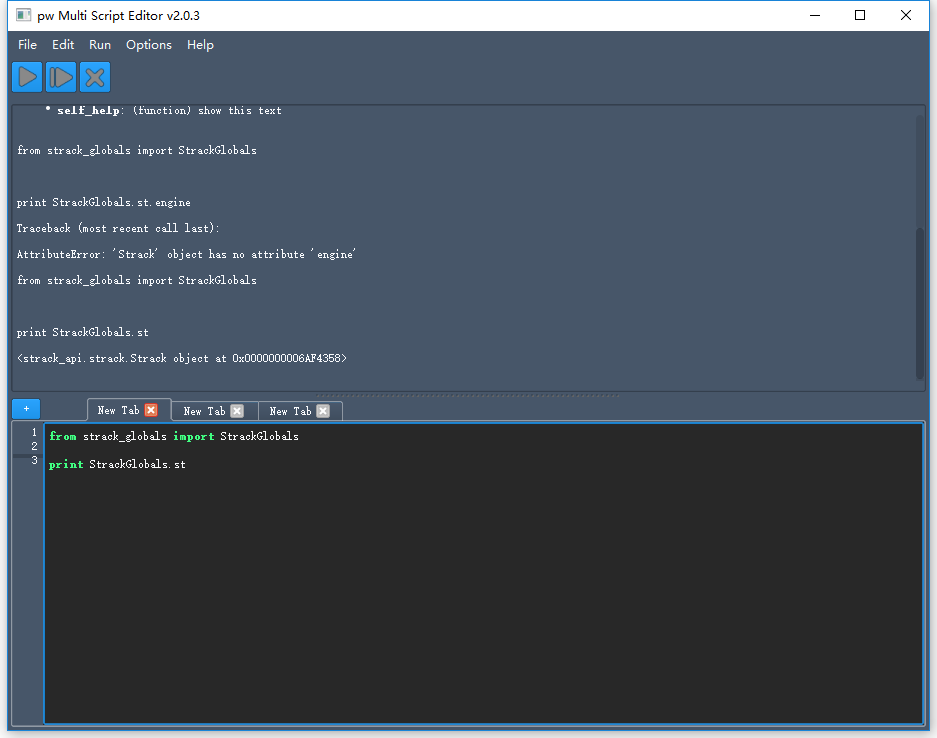 pw Multi Script Editor v2.0.3
File Edit Run Options Help
• self_help: (function) show this text
from strack_globals import StrackGlobals
print StrackGlobals.st.engine
Traceback (most recent call last):
AttributeError: 'Strack' object has no attribute 'engine'
from strack_globals import StrackGlobals
print StrackGlobals.st
<strack_api.strack.Strack object at 0x0000000006AF4358>
+ New Tab New Tab New Tab
1 from strack_globals import StrackGlobals
2
3 print StrackGlobals.st